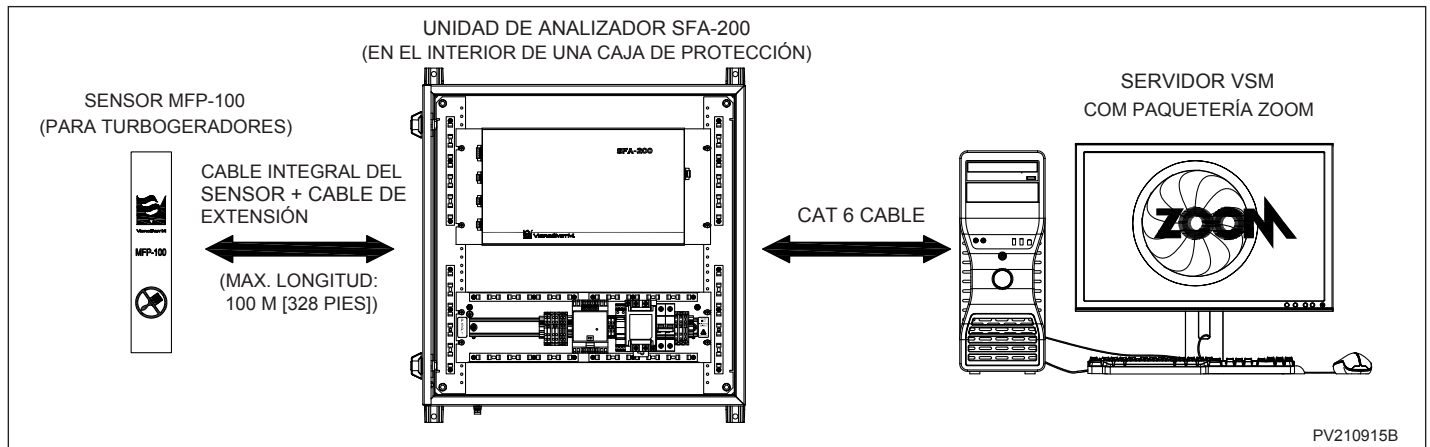 UNIDAD DE ANALIZADOR SFA-200
(EN EL INTERIOR DE UNA CAJA DE PROTECCIÓN)
SENSOR MFP-100
(PARA TURBOGERADORES)
VibroSystM
MFP-100
CABLE INTEGRAL DEL
SENSOR + CABLE DE
EXTENSIÓN
(MAX. LONGITUD:
100 M [328 PIES])
SFA-200
VibroSystM
CAT 6 CABLE
SERVIDOR VSM
COM PAQUETERÍA ZOOM
ZOOM
PV210915B